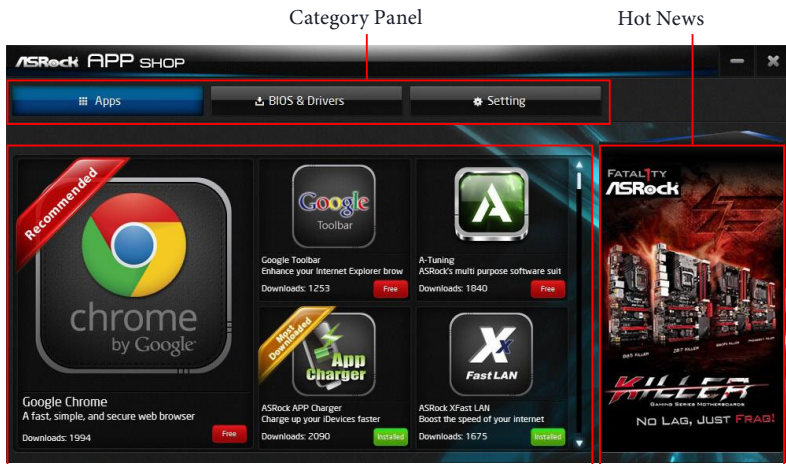 Category Panel
Hot News
ASRock APP SHOP
Apps
BIOS & Drivers
Setting
Recommended
chrome
by Google
Google Chrome
A fast, simple, and secure web browser
Downloads: 1994
Free
Google
Toolbar
Google Toolbar
Enhance your Internet Explorer brow
Downloads: 1253
Free
A
A-Tuning
ASRock's multi purpose software suit
Downloads: 1840
Free
Most
Downloaded
App
Charger
ASRock APP Charger
Charge up your iDevices faster
Downloads: 2090
Installed
Fast LAN
ASRock XFast LAN
Boost the speed of your internet
Downloads: 1675
Installed
FATAL1TY
ASRock
B85 KILLER
Z87 KILLER
KILLER
GAMING SERIES MOTHERBOARDS
NO LAG, JUST FRAG!